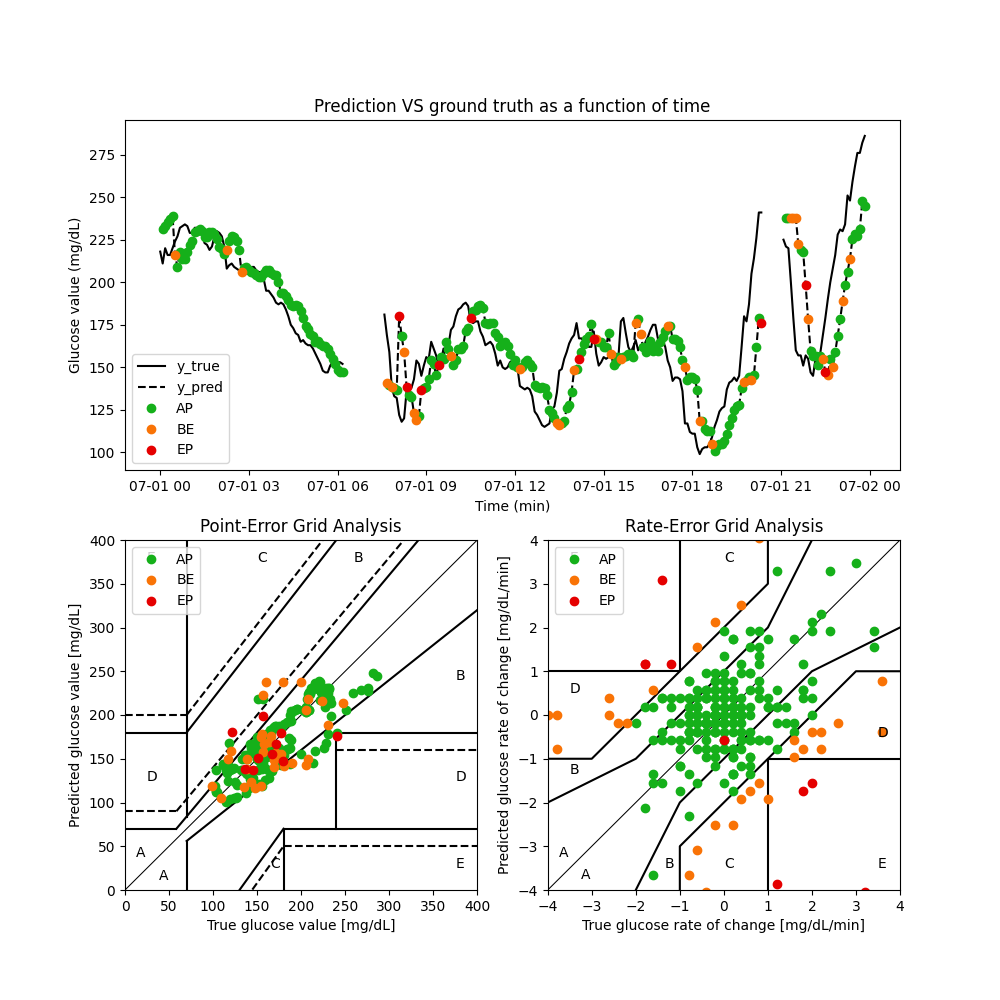 Prediction VS ground truth as a function of time
Glucose value (mg/dL)
275
250
225
200
175
150
125
100
y_true
y_pred
AP
BE
EP
07-01 00 07-01 03 07-01 06 07-01 09 07-01 12 07-01 15 07-01 18 07-01 21 07-02 00
Time (min)
Point-Error Grid Analysis
Predicted glucose value [mg/dL]
400
350
300
250
200
150
100
50
0
AP
BE
EP
C
B
B
D
D
A
A
C
E
0 50 100 150 200 250 300 350 400
True glucose value [mg/dL]
Rate-Error Grid Analysis
Predicted glucose rate of change [mg/dL/min]
4
3
2
1
0
−1
−2
−3
−4
AP
BE
EP
C
D
D
B
A
A
B
C
E
−4 −3 −2 −1 0 1 2 3 4
True glucose rate of change [mg/dL/min]